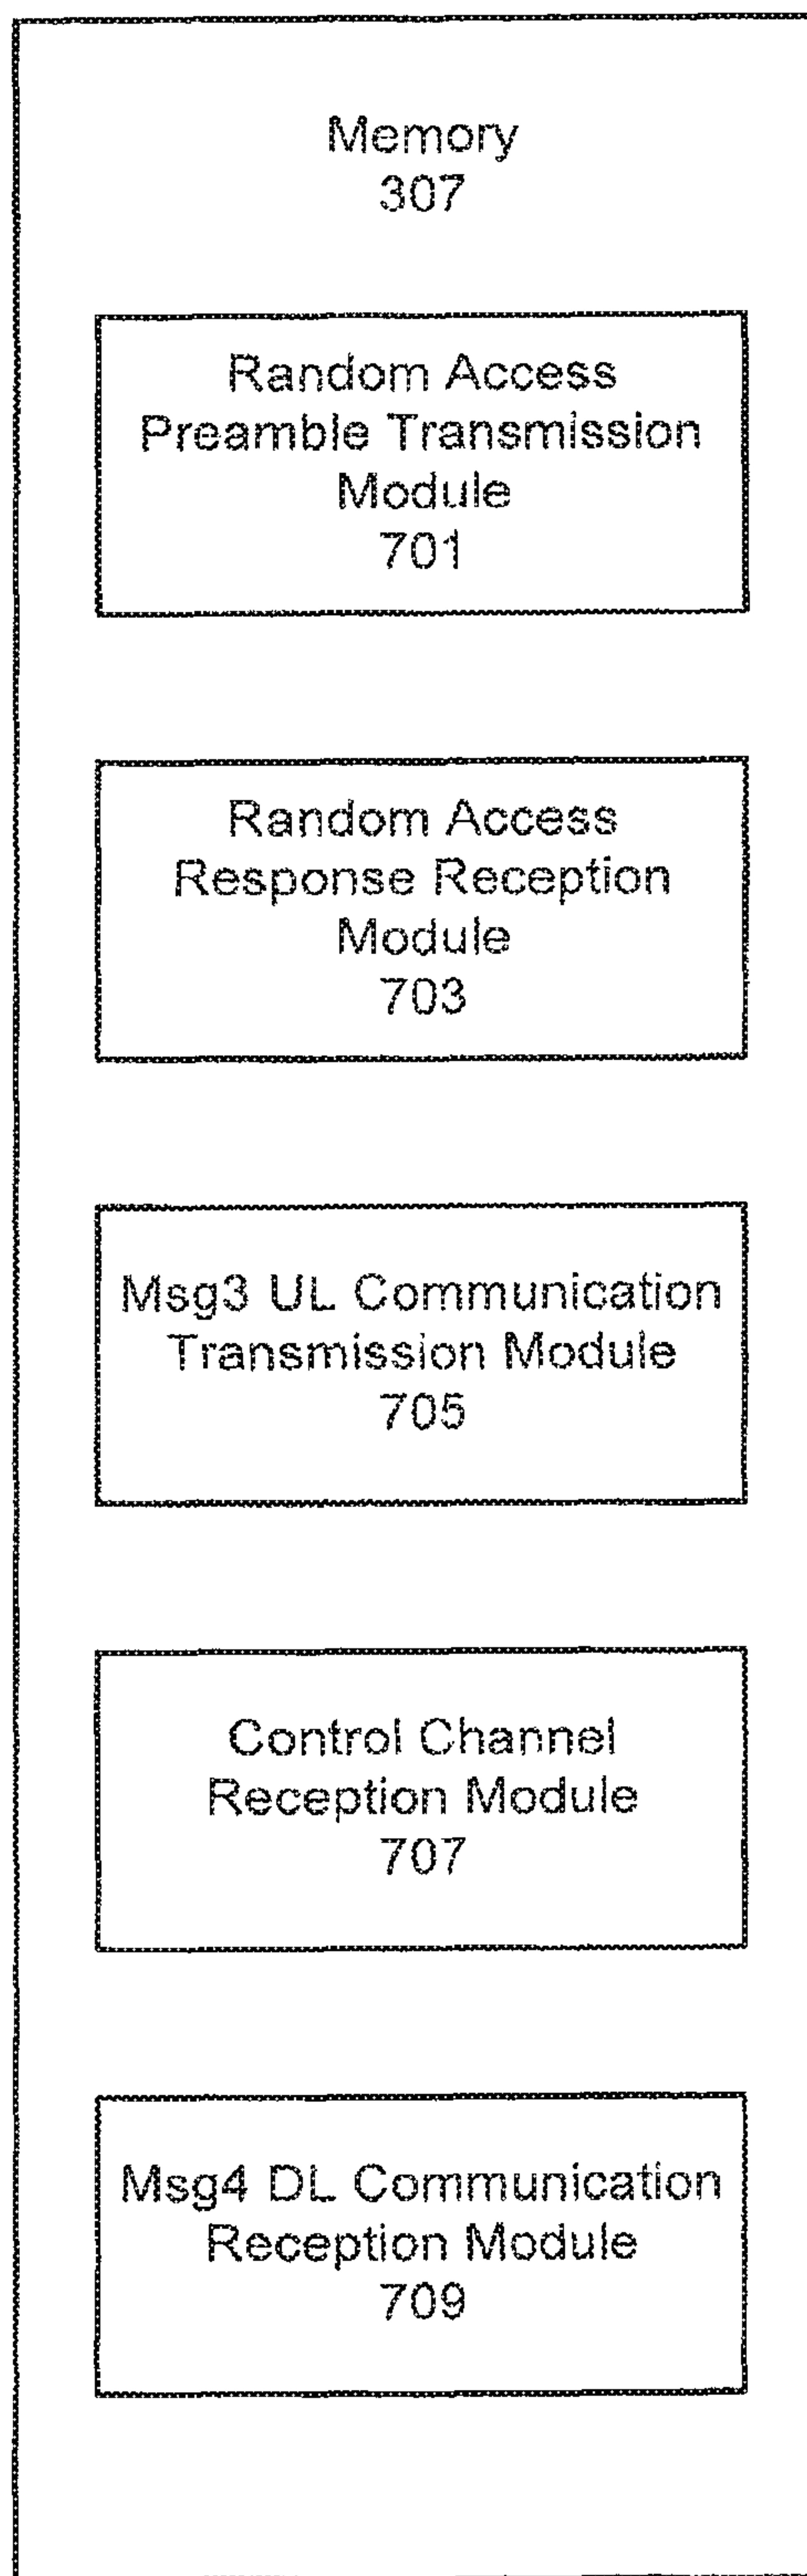 Memory
307
Random Access
Preamble Transmission
Module
701
Random Access
Response Reception
Module
703
Msg3 UL Communication
Transmission Module
705
Control Channel
Reception Module
707
Msg4 DL Communication
Reception Module
709